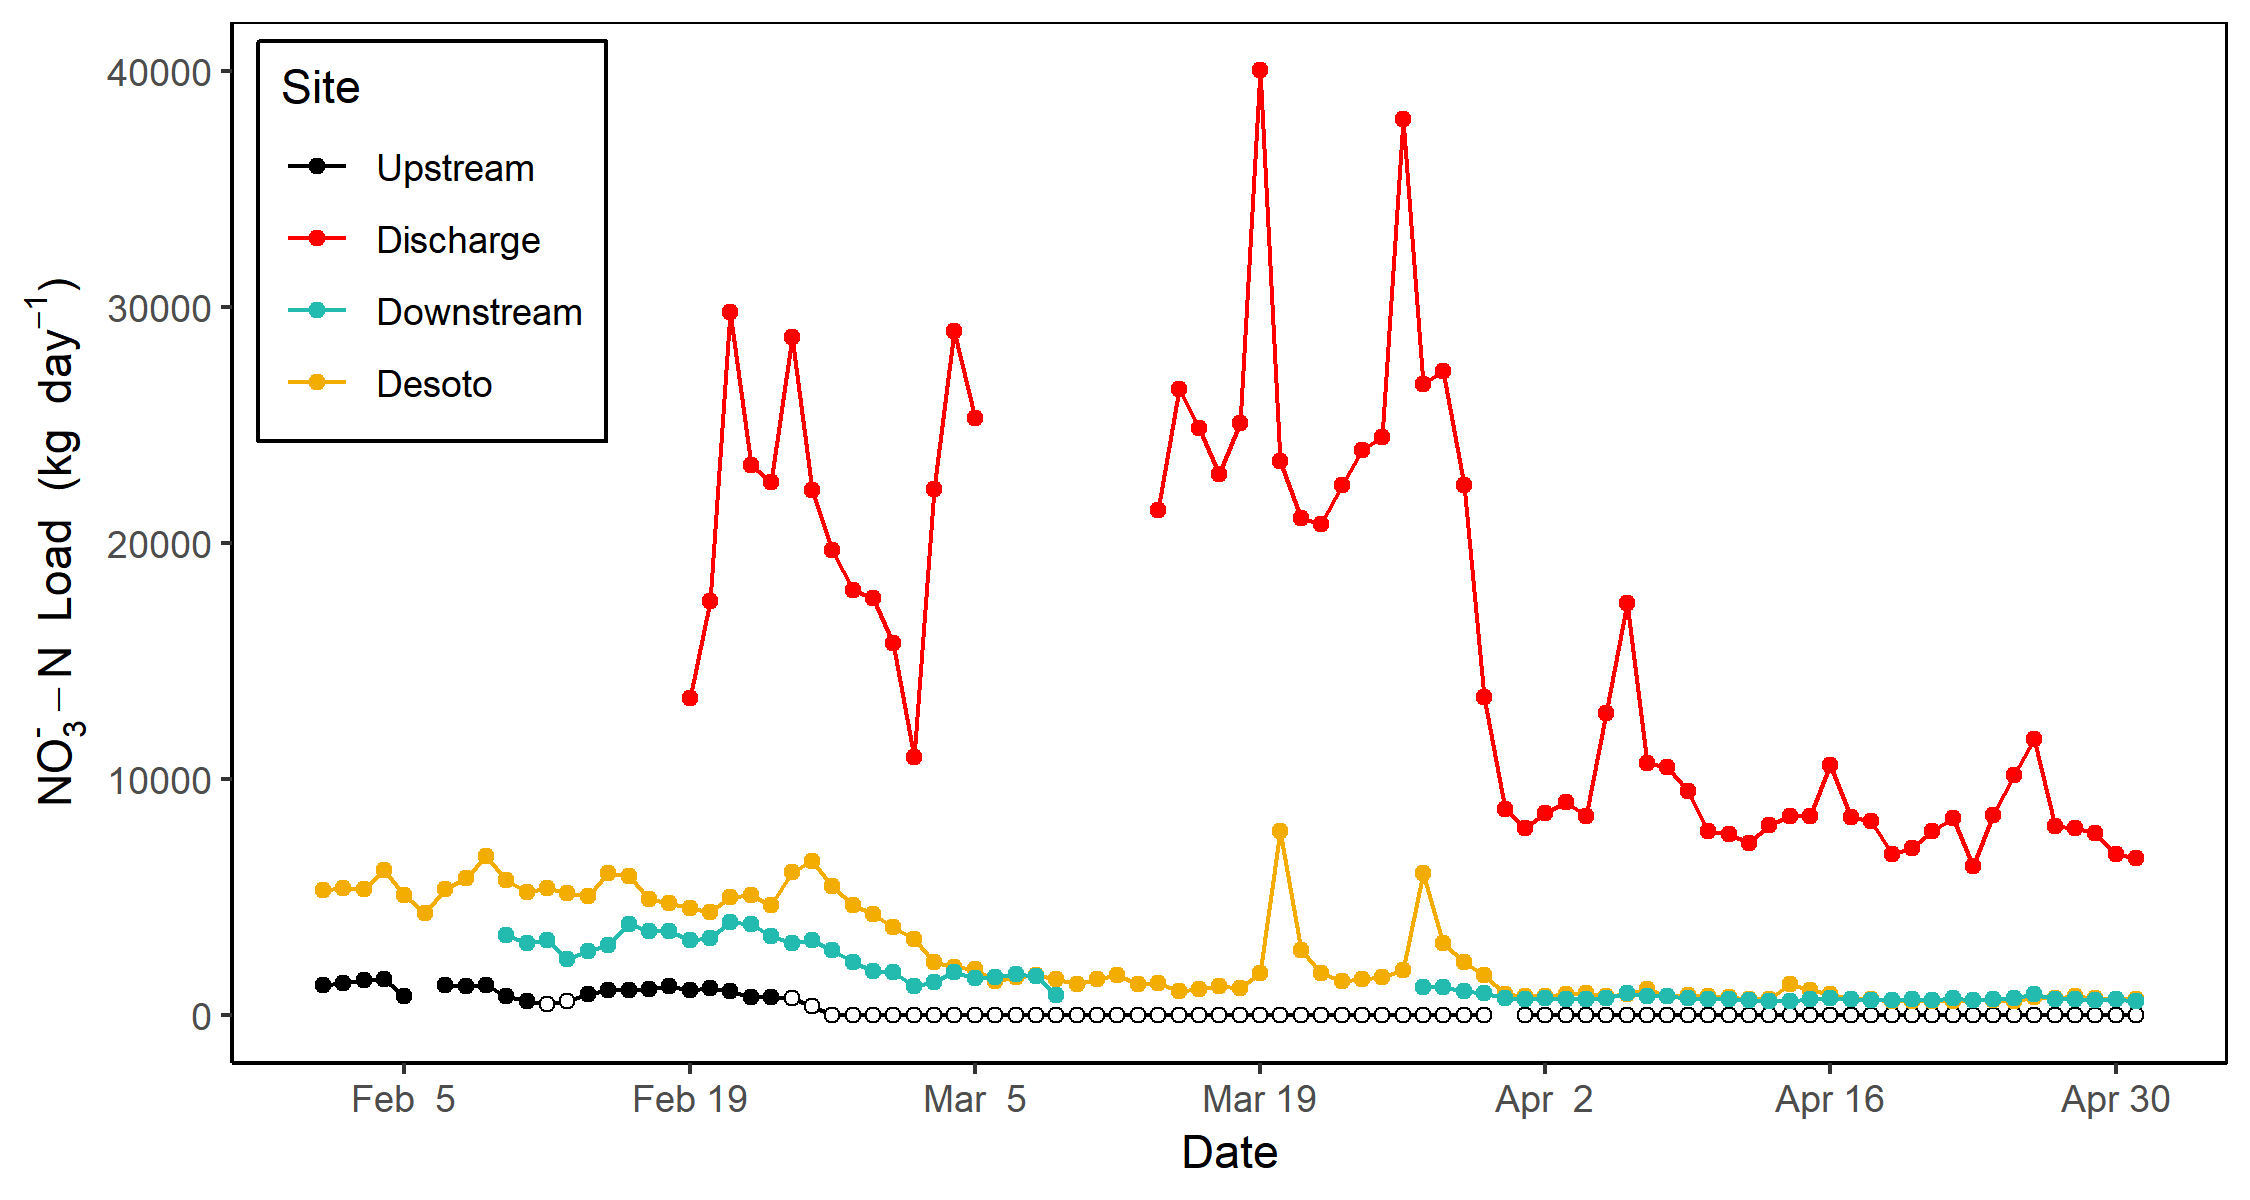 Site
Upstream
Discharge
Downstream
Desoto
NO₃⁻–N Load (kg day⁻¹)
40000
30000
20000
10000
0
Feb 5
Feb 19
Mar 5
Mar 19
Apr 2
Apr 16
Apr 30
Date